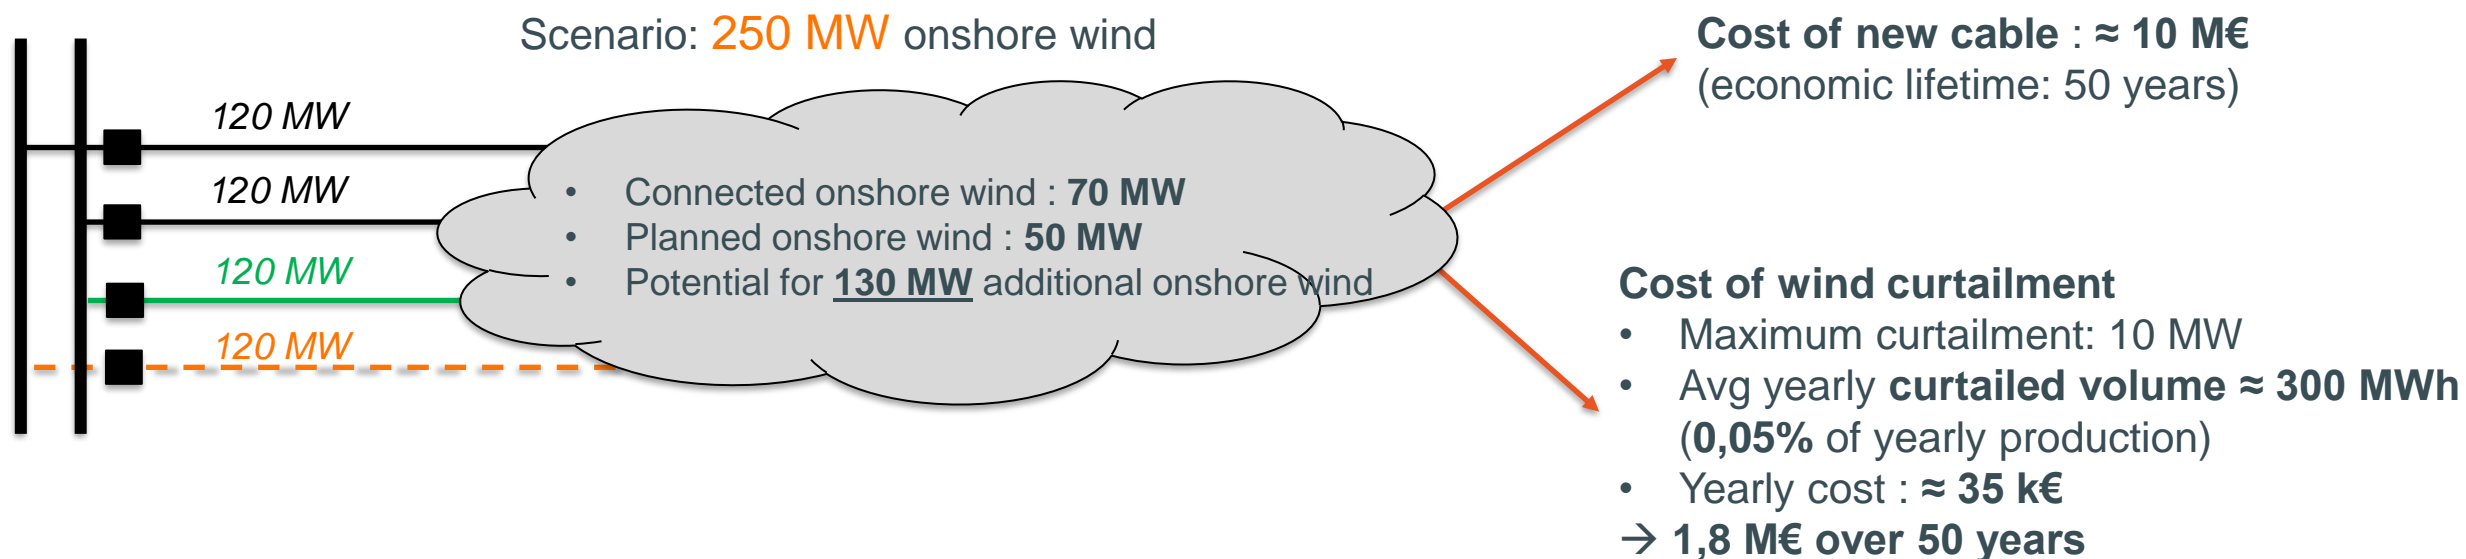 Scenario: 250 MW onshore wind
120 MW
120 MW
120 MW
120 MW
• Connected onshore wind : 70 MW
• Planned onshore wind : 50 MW
• Potential for 130 MW additional onshore wind
Cost of new cable : ≈ 10 M€
(economic lifetime: 50 years)
Cost of wind curtailment
• Maximum curtailment: 10 MW
• Avg yearly curtailed volume ≈ 300 MWh
(0,05% of yearly production)
• Yearly cost : ≈ 35 k€
→ 1,8 M€ over 50 years